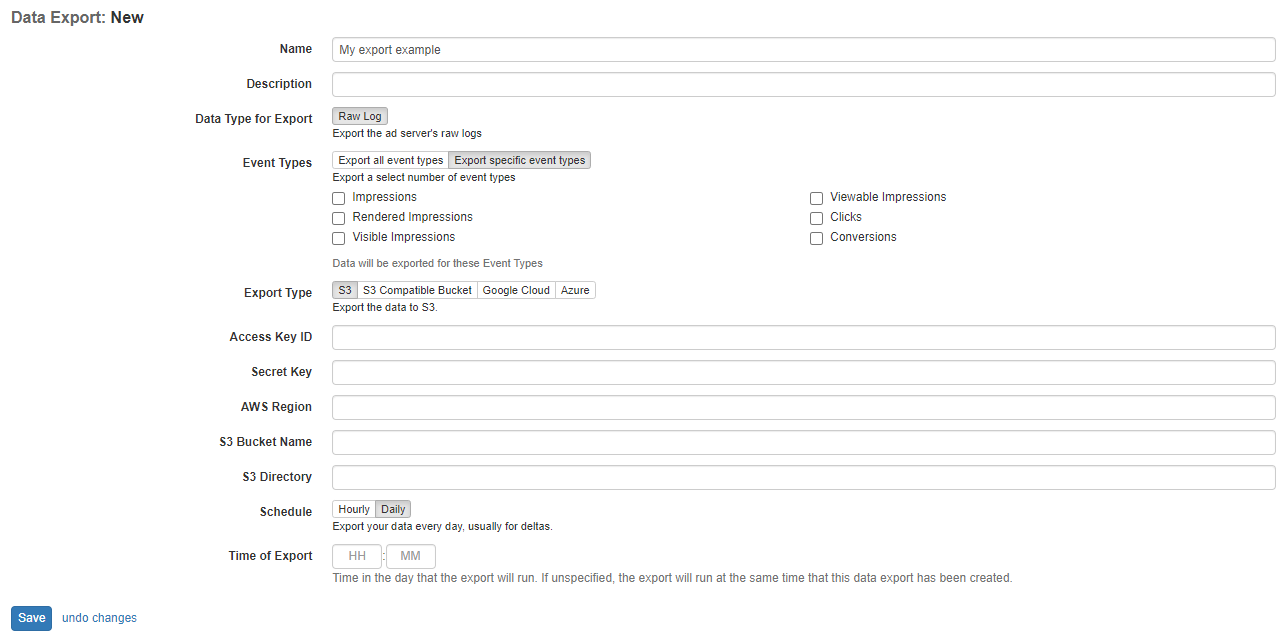 Data Export: New
Name
My export example
Description
Data Type for Export
Raw Log
Export the ad server's raw logs
Event Types
Export all event types Export specific event types
Export a select number of event types
Impressions Viewable Impressions
Rendered Impressions Clicks
Visible Impressions Conversions
Data will be exported for these Event Types
Export Type
S3 S3 Compatible Bucket Google Cloud Azure
Export the data to S3.
Access Key ID
Secret Key
AWS Region
S3 Bucket Name
S3 Directory
Schedule
Hourly Daily
Export your data every day, usually for deltas.
Time of Export
HH : MM
Time in the day that the export will run. If unspecified, the export will run at the same time that this data export has been created.
Save undo changes